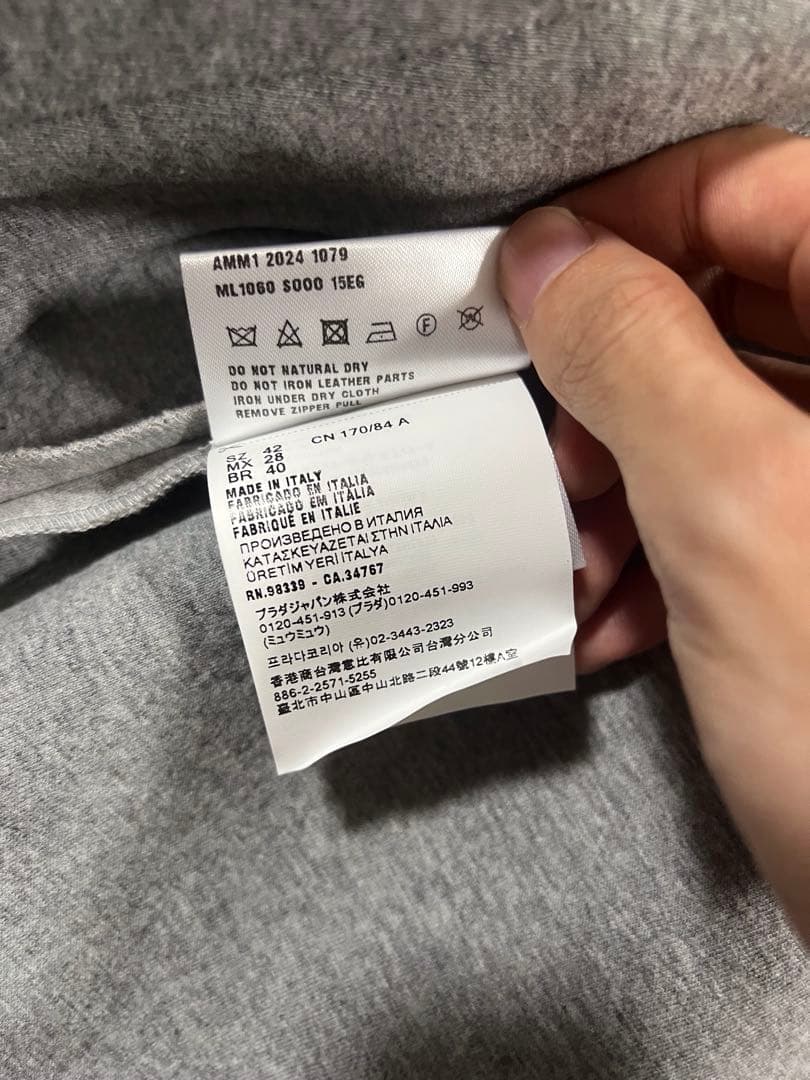 AMM1 2024 1079
ML1060 S000 15EG
F
W
DO NOT NATURAL DRY
DO NOT IRON LEATHER PARTS
IRON UNDER DRY CLOTH
REMOVE ZIPPER PULL
SZ 42 CN 170/84 A
MX 28
BR 40
MADE IN ITALY
FABRICADO EN ITALIA
FABRICADO EM ITÁLIA
FABRIQUÉ EN ITALIE
ПРОИЗВЕДЕНО В ИТАЛИЯ
ΚΑΤΑΣΚΕΥΑΖΕΤΑΙ ΣΤΗΝ ΙΤΑΛΙΑ
ÜRETİM YERİ İTALYA
RN.98339 - CA.34767
プラダジャパン株式会社
0120-451-913 (プラダ)0120-451-993
(ミュウミュウ)
프라다코리아 (유)02-3443-2323
香港商台灣意比有限公司台灣分公司
886-2-2571-5255
臺北市中山區中山北路二段44號12樓A室